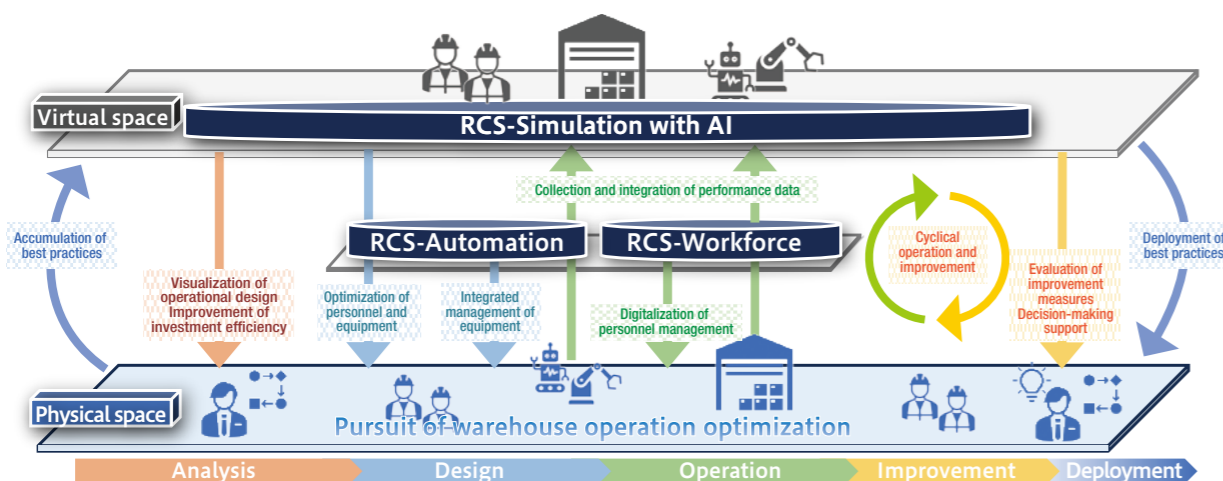 Virtual space
RCS-Simulation with AI
Collection and integration of performance data
RCS-Automation
RCS-Workforce
Accumulation of
best practices
Cyclical
operation and
improvement
Deployment of
best practices
Visualization of
operational design
Improvement of
investment efficiency
Optimization of
personnel and
equipment
Integrated
management of
equipment
Digitalization of
personnel management
Evaluation of
improvement
measures
Decision-making
support
Physical space
Pursuit of warehouse operation optimization
Analysis
Design
Operation
Improvement
Deployment